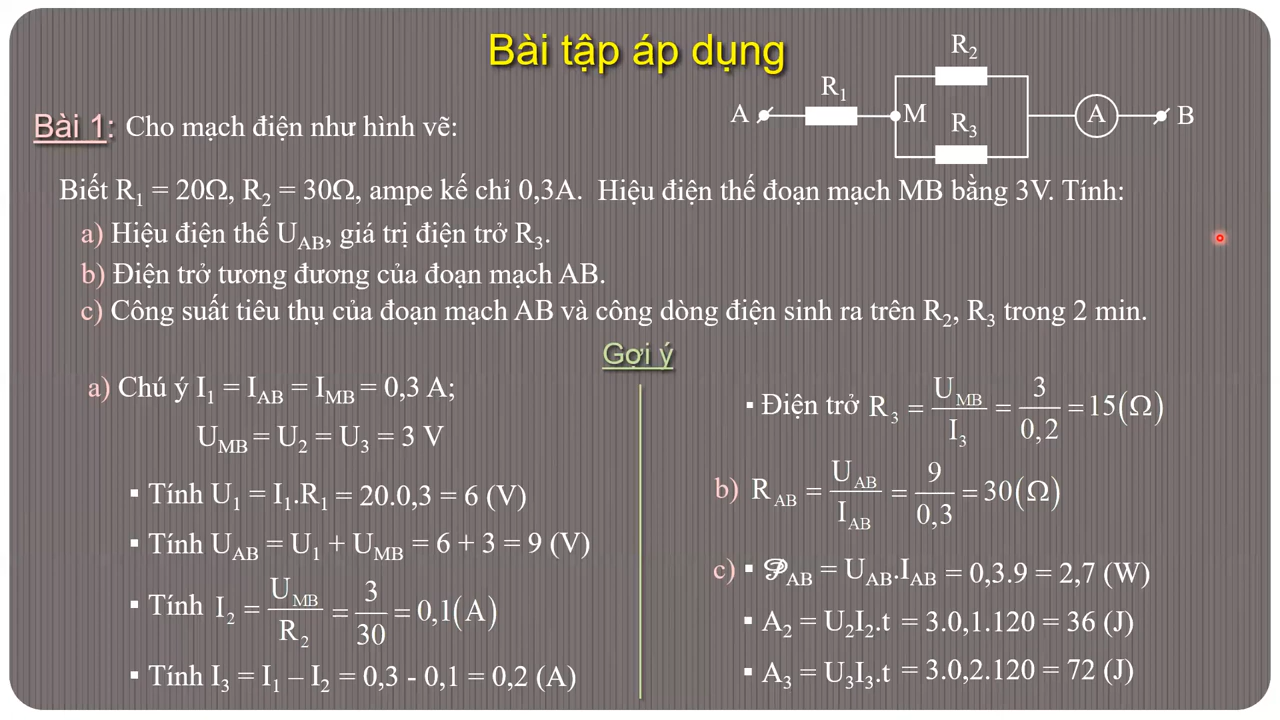 Bài tập áp dụng
R₂
R₁
A
M
A
B
R₃
Bài 1: Cho mạch điện như hình vẽ:
Biết R₁ = 20Ω, R₂ = 30Ω, ampe kế chỉ 0,3A. Hiệu điện thế đoạn mạch MB bằng 3V. Tính:
a) Hiệu điện thế U_AB, giá trị điện trở R₃.
b) Điện trở tương đương của đoạn mạch AB.
c) Công suất tiêu thụ của đoạn mạch AB và công dòng điện sinh ra trên R₂, R₃ trong 2 min.
Gợi ý
a) Chú ý I₁ = I_AB = I_MB = 0,3 A;
U_MB = U₂ = U₃ = 3 V
▪ Tính U₁ = I₁.R₁ = 20.0,3 = 6 (V)
▪ Tính U_AB = U₁ + U_MB = 6 + 3 = 9 (V)
▪ Tính I₂ = U_MB/R₂ = 3/30 = 0,1(A)
▪ Tính I₃ = I₁ – I₂ = 0,3 - 0,1 = 0,2 (A)
▪ Điện trở R₃ = U_MB/I₃ = 3/0,2 = 15(Ω)
b) R_AB = U_AB/I_AB = 9/0,3 = 30(Ω)
c) ▪ 𝒫_AB = U_AB.I_AB = 0,3.9 = 2,7 (W)
▪ A₂ = U₂I₂.t = 3.0,1.120 = 36 (J)
▪ A₃ = U₃I₃.t = 3.0,2.120 = 72 (J)